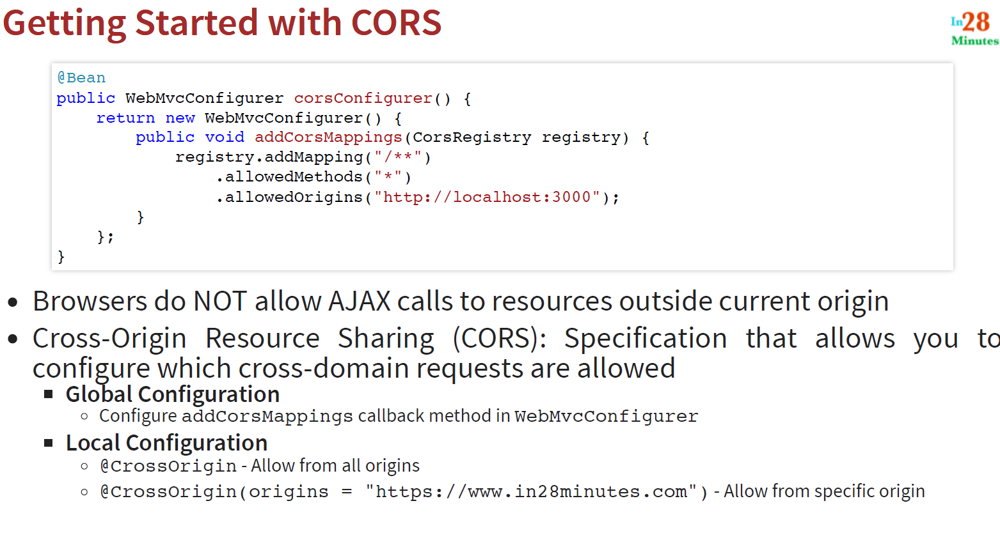 Getting Started with CORS
In28
Minutes
@Bean
public WebMvcConfigurer corsConfigurer() {
    return new WebMvcConfigurer() {
        public void addCorsMappings(CorsRegistry registry) {
            registry.addMapping("/**")
                .allowedMethods("*")
                .allowedOrigins("http://localhost:3000");
        }
    };
}
• Browsers do NOT allow AJAX calls to resources outside current origin
• Cross-Origin Resource Sharing (CORS): Specification that allows you to
configure which cross-domain requests are allowed
▪ Global Configuration
○ Configure addCorsMappings callback method in WebMvcConfigurer
▪ Local Configuration
○ @CrossOrigin - Allow from all origins
○ @CrossOrigin(origins = "https://www.in28minutes.com") - Allow from specific origin